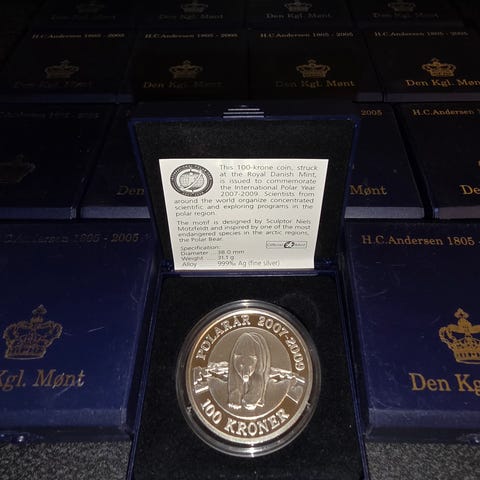 Den Kgl. Mønt
H.C.Andersen 1805 - 2005
H.C.Andersen 1805 - 2005
H.C.Andersen 1805 - 2005
Den Kgl. Mønt
Den Kgl. Mønt
Den Kgl. Mønt
Den Kgl. Mønt
- 2005
H.C.Andersen 1805
Kgl. Mønt
Den Kg
This 100-krone coin, struck
at the Royal Danish Mint,
is issued to commemorate
the International Polar Year
2007-2009. Scientists from
around the world organize concentrated
scientific and exploring programs in the
polar region.
The motif is designed by Sculptor Niels
Motzfeldt and inspired by one of the most
endangered species in the arctic regions,
the Polar Bear.
Specification:
Diameter ... 38.0 mm
Weight ... 31.1 g
Alloy ... 999‰ Ag (fine silver)
POLARÅR 2007-2009
100 KRONER